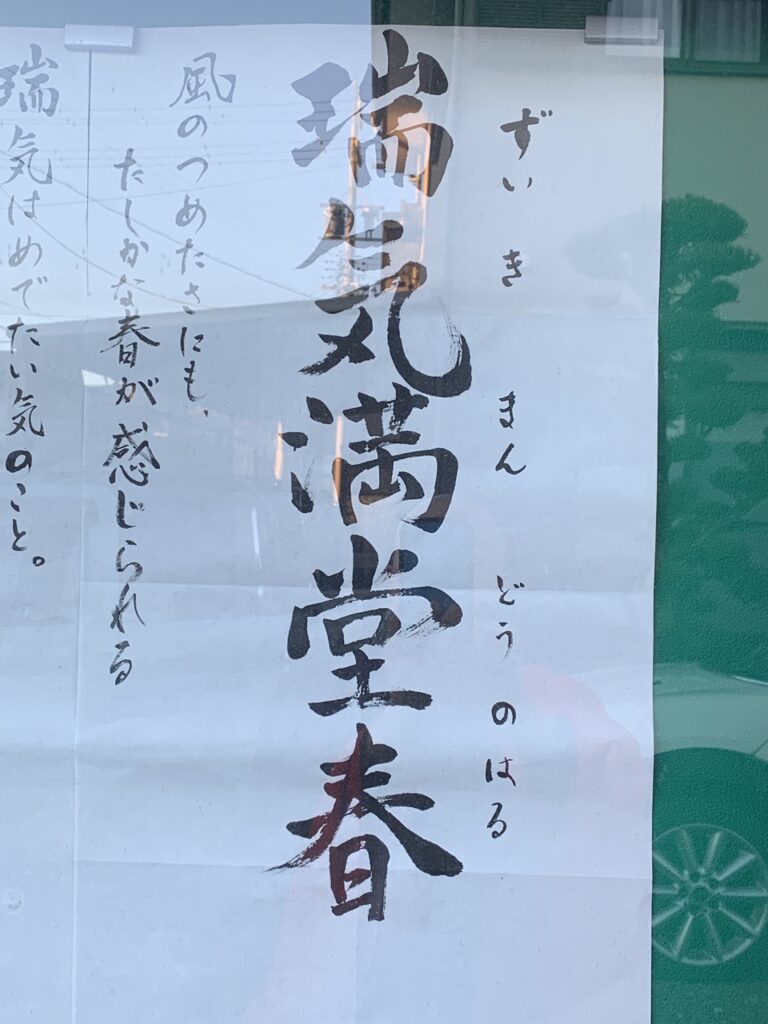 ずいき まん どうのはる
瑞気満堂春
風のつめたさにも、
たしかな春が感じられる
瑞気はめでたい気のこと。